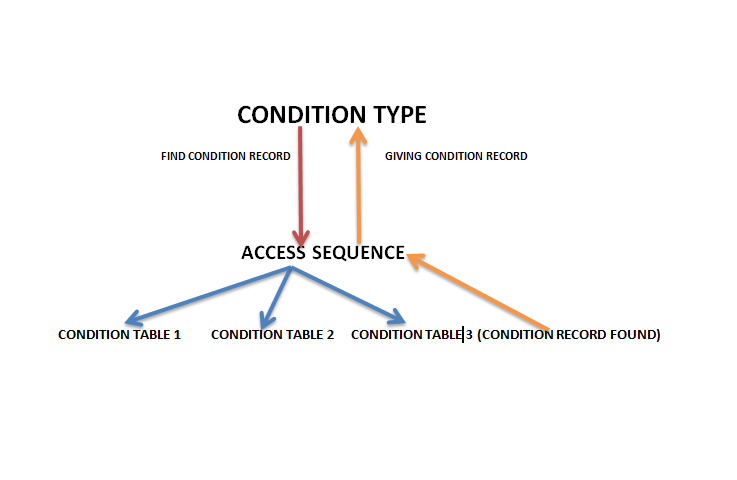 CONDITION TYPE
FIND CONDITION RECORD
GIVING CONDITION RECORD
ACCESS SEQUENCE
CONDITION TABLE 1
CONDITION TABLE 2
CONDITION TABLE 3 (CONDITION RECORD FOUND)